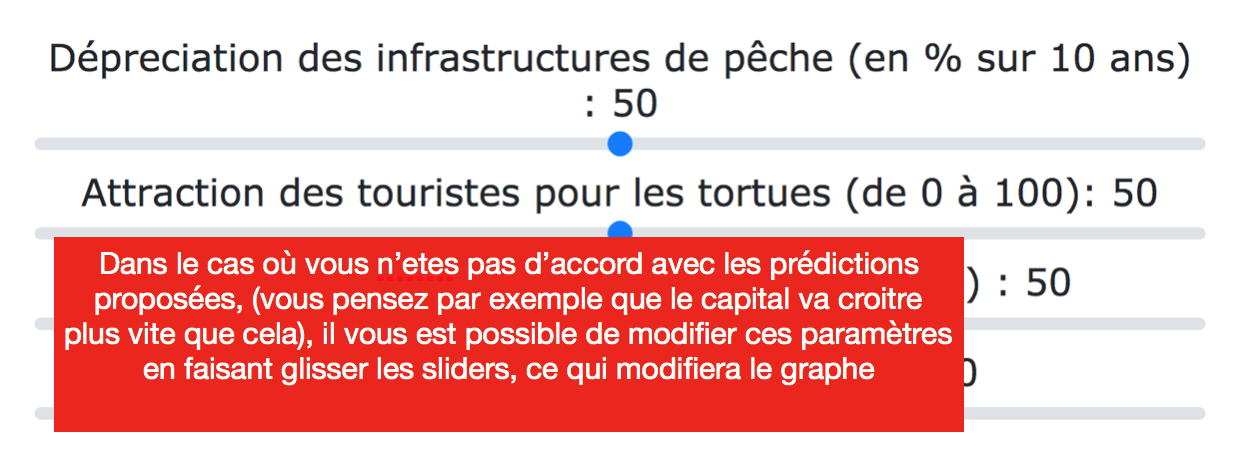 Dépreciation des infrastructures de pêche (en % sur 10 ans)
: 50
Attraction des touristes pour les tortues (de 0 à 100): 50
) : 50
0
Dans le cas où vous n’etes pas d’accord avec les prédictions
proposées, (vous pensez par exemple que le capital va croitre
plus vite que cela), il vous est possible de modifier ces paramètres
en faisant glisser les sliders, ce qui modifiera le graphe